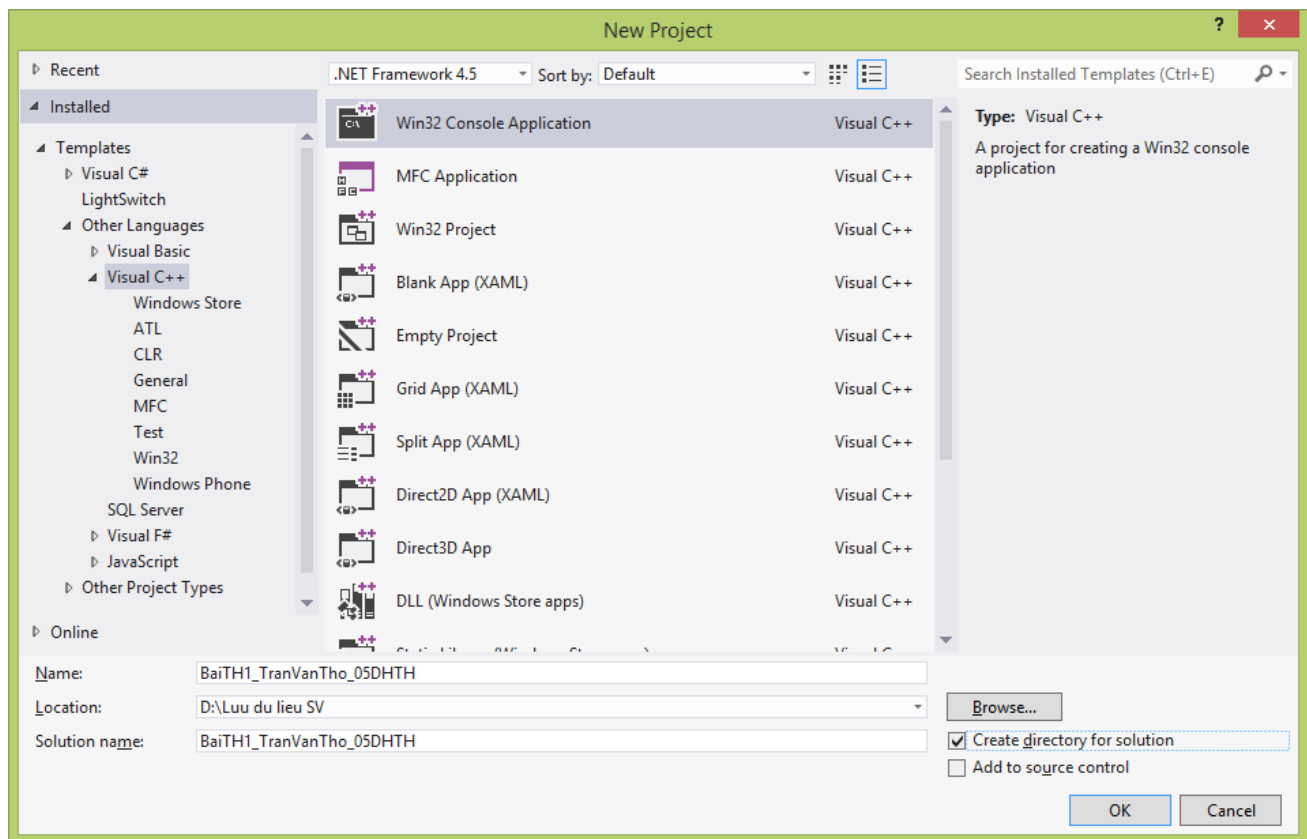 New Project
?
Recent
Installed
Templates
Visual C#
LightSwitch
Other Languages
Visual Basic
Visual C++
Windows Store
ATL
CLR
General
MFC
Test
Win32
Windows Phone
SQL Server
Visual F#
JavaScript
Other Project Types
Online
.NET Framework 4.5 Sort by: Default
Win32 Console Application Visual C++
MFC Application Visual C++
Win32 Project Visual C++
Blank App (XAML) Visual C++
Empty Project Visual C++
Grid App (XAML) Visual C++
Split App (XAML) Visual C++
Direct2D App (XAML) Visual C++
Direct3D App Visual C++
DLL (Windows Store apps) Visual C++
Search Installed Templates (Ctrl+E)
Type: Visual C++
A project for creating a Win32 console
application
Name: BaiTH1_TranVanTho_05DHTH
Location: D:\Luu du lieu SV
Browse...
Solution name: BaiTH1_TranVanTho_05DHTH
Create directory for solution
Add to source control
OK Cancel